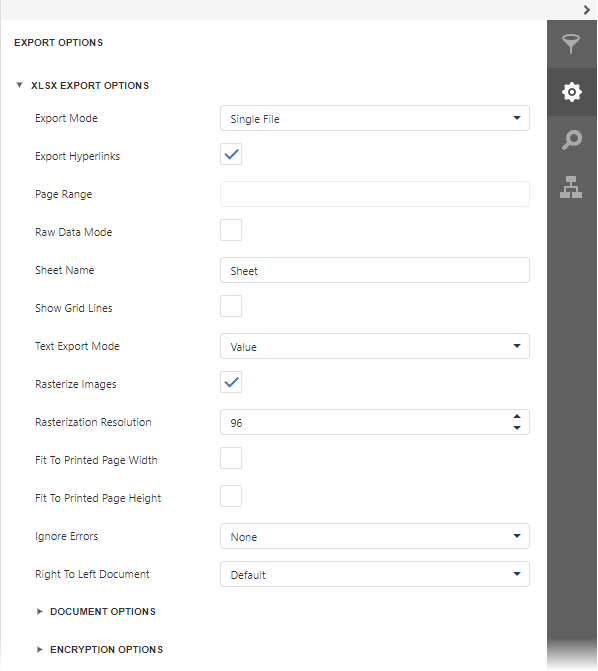 EXPORT OPTIONS
XLSX EXPORT OPTIONS
Export Mode Single File
Export Hyperlinks
Page Range
Raw Data Mode
Sheet Name Sheet
Show Grid Lines
Text Export Mode Value
Rasterize Images
Rasterization Resolution 96
Fit To Printed Page Width
Fit To Printed Page Height
Ignore Errors None
Right To Left Document Default
DOCUMENT OPTIONS
ENCRYPTION OPTIONS